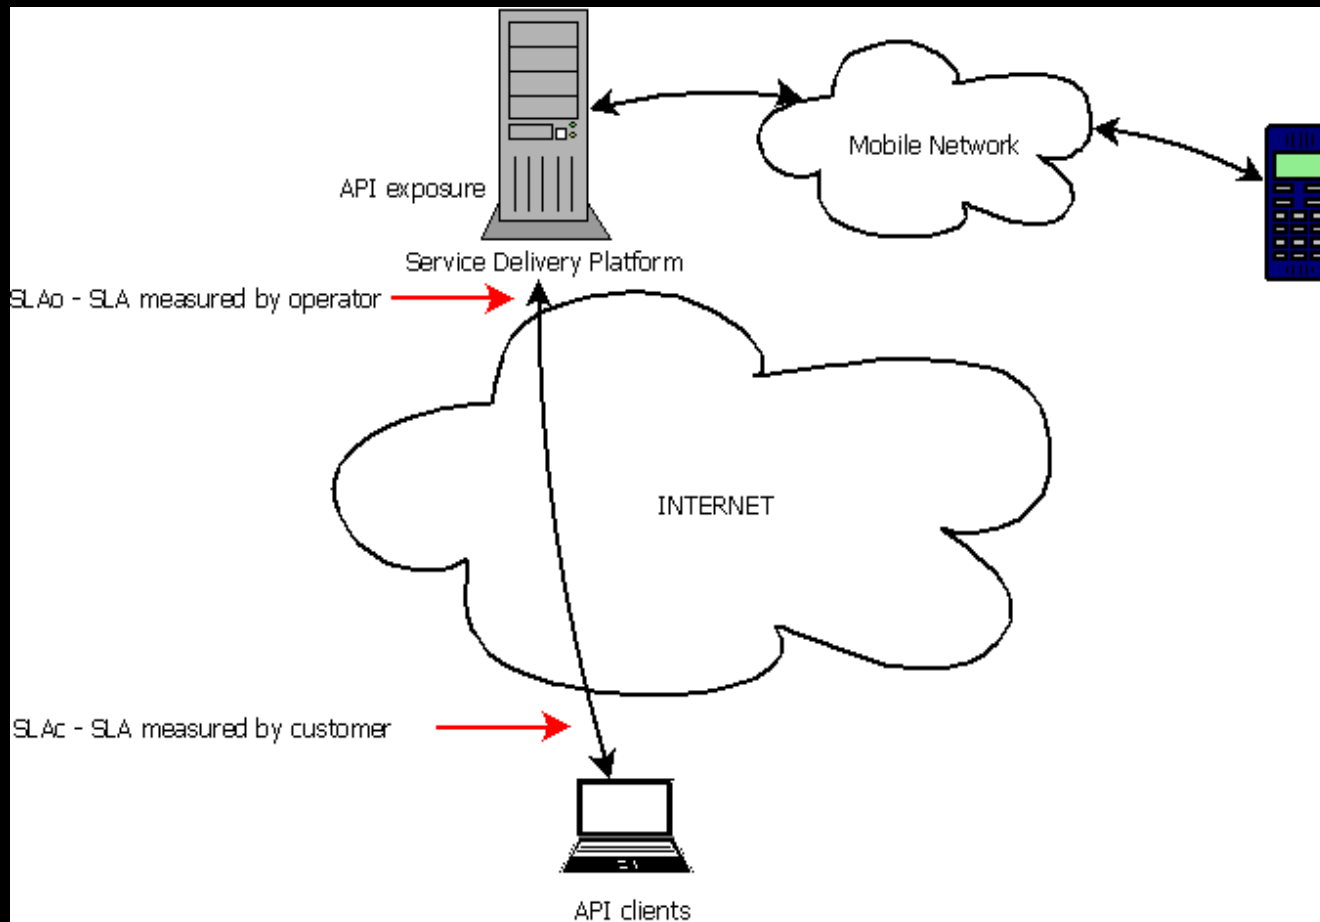 Mobile Network
API exposure
Service Delivery Platform
SLAo - SLA measured by operator
INTERNET
SLAc - SLA measured by customer
API clients